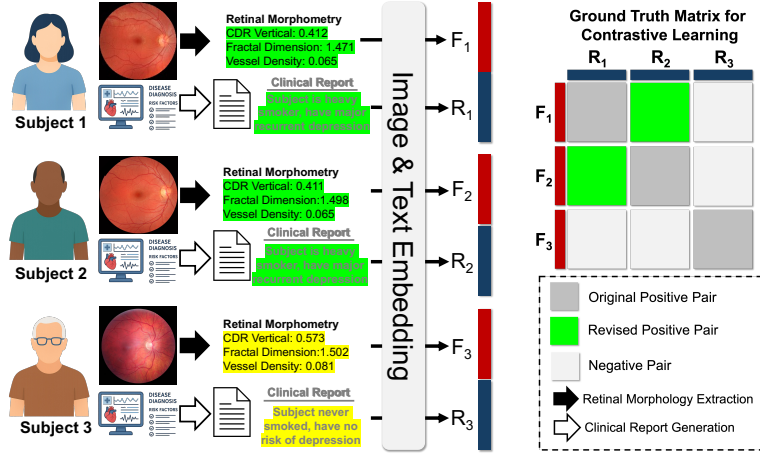 Retinal Morphometry
CDR Vertical: 0.412
Fractal Dimension: 1.471
Vessel Density: 0.065
DISEASE
DIAGNOSIS
RISK FACTORS
Clinical Report
Subject is heavy
smoker, have major
recurrent depression
Subject 1
F1
R1
Retinal Morphometry
CDR Vertical: 0.411
Fractal Dimension:1.498
Vessel Density: 0.065
DISEASE
DIAGNOSIS
RISK FACTORS
Clinical Report
Subject is heavy
smoker, have major
recurrent depression
Subject 2
F2
R2
Retinal Morphometry
CDR Vertical: 0.573
Fractal Dimension:1.502
Vessel Density: 0.081
DISEASE
DIAGNOSIS
RISK FACTORS
Clinical Report
Subject never
smoked, have no
risk of depression
Subject 3
F3
R3
Image & Text Embedding
Ground Truth Matrix for
Contrastive Learning
R1 R2 R3
F1
F2
F3
Original Positive Pair
Revised Positive Pair
Negative Pair
Retinal Morphology Extraction
Clinical Report Generation